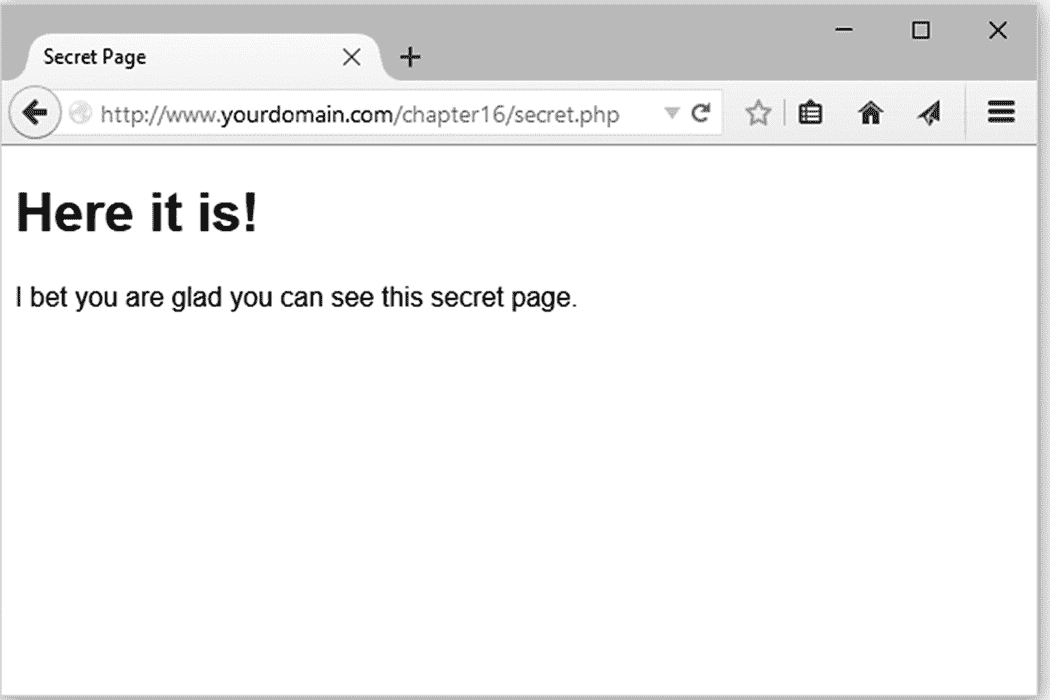 Secret Page
http://www.yourdomain.com/chapter16/secret.php
Here it is!
I bet you are glad you can see this secret page.